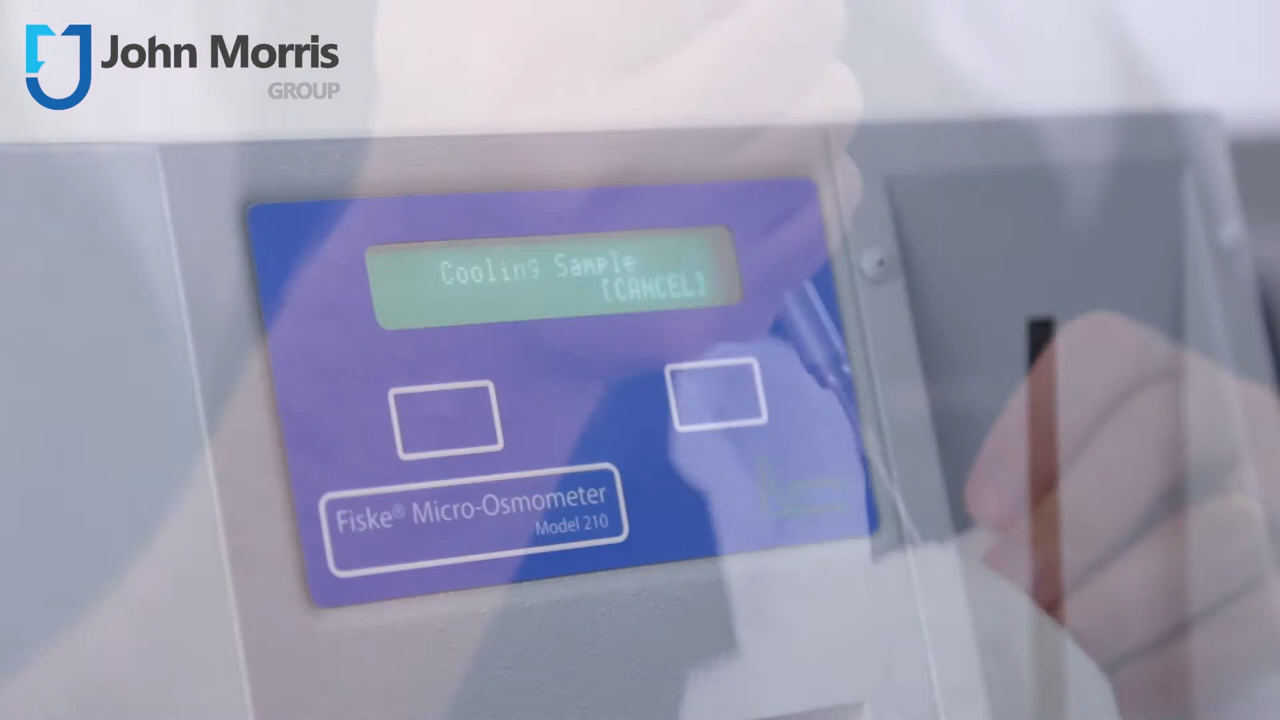 John Morris
GROUP
Cooling Sample
[CANCEL]
Fiske® Micro-Osmometer
Model 210